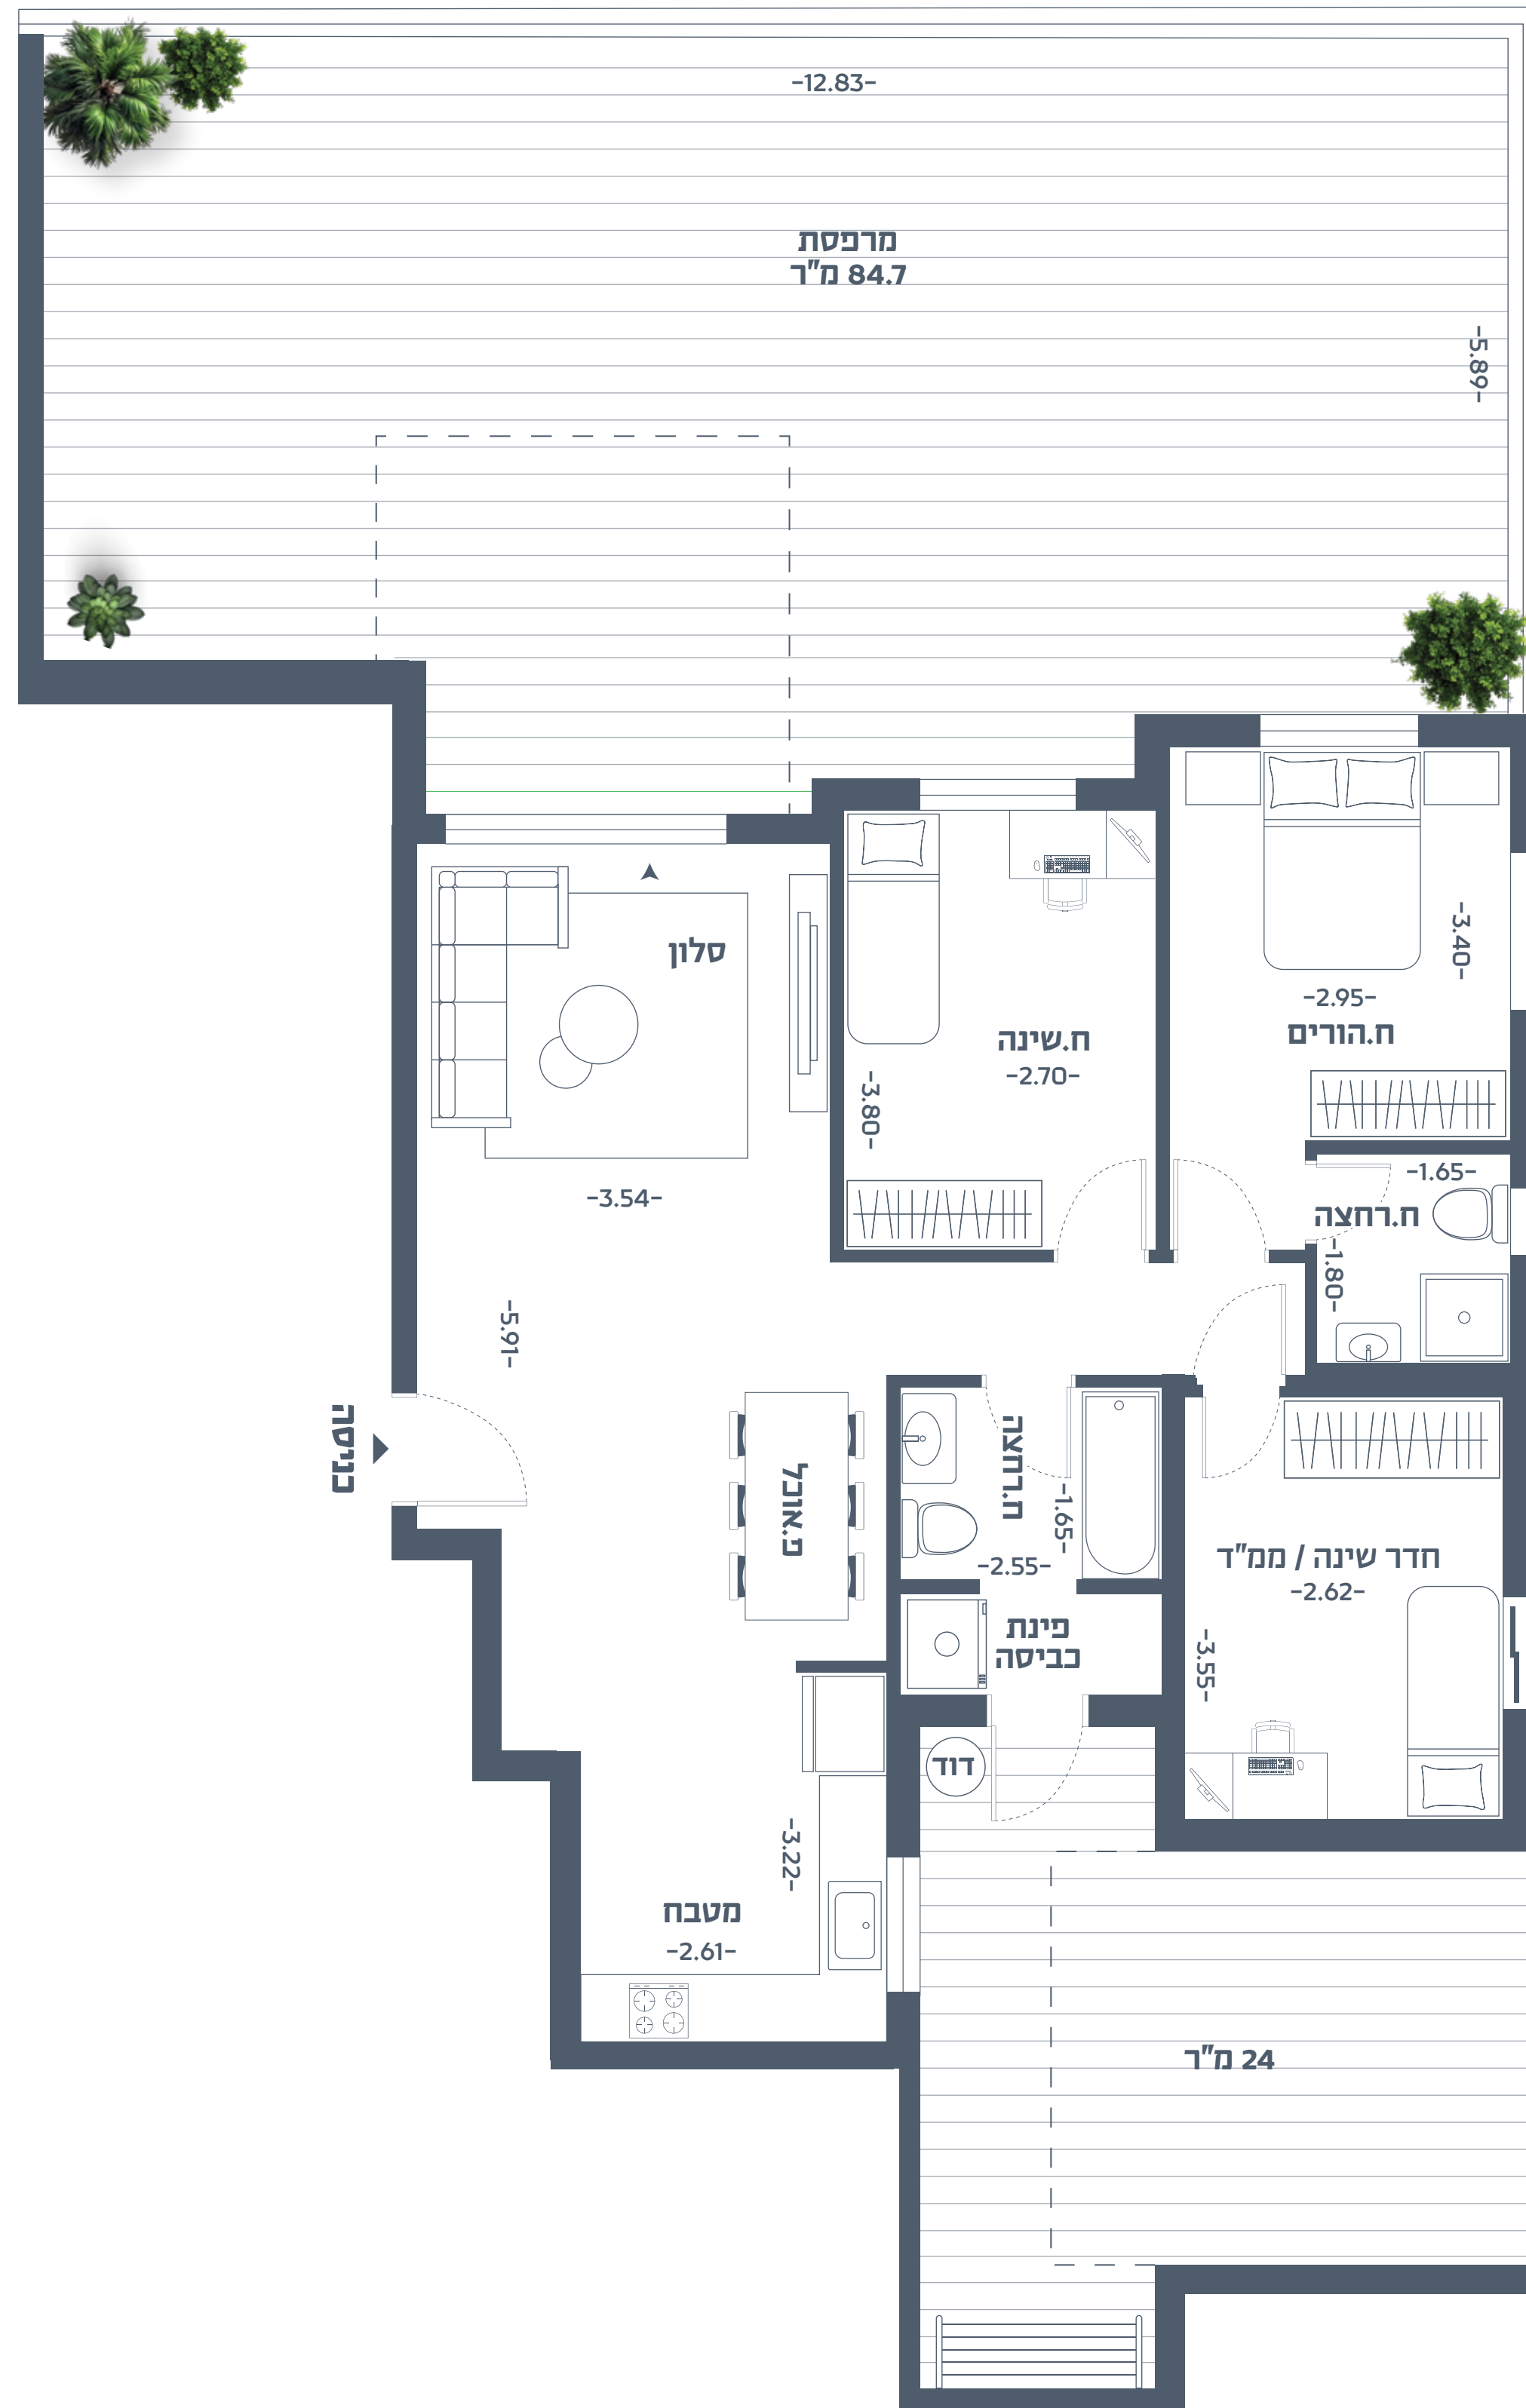 -12.83-
מרפסת
84.7 מ"ר
-5.89-
סלון
-3.54-
-5.91-
ח.שינה
-2.70-
-3.80-
-3.40-
-2.95-
ח.הורים
-1.65-
ח.רחצה
-1.80-
כניסה
פ.אוכל
ח.רחצה
-1.65-
-2.55-
פינת
כביסה
חדר שינה / ממ"ד
-2.62-
-3.55-
דוד
-3.22-
מטבח
-2.61-
24 מ"ר